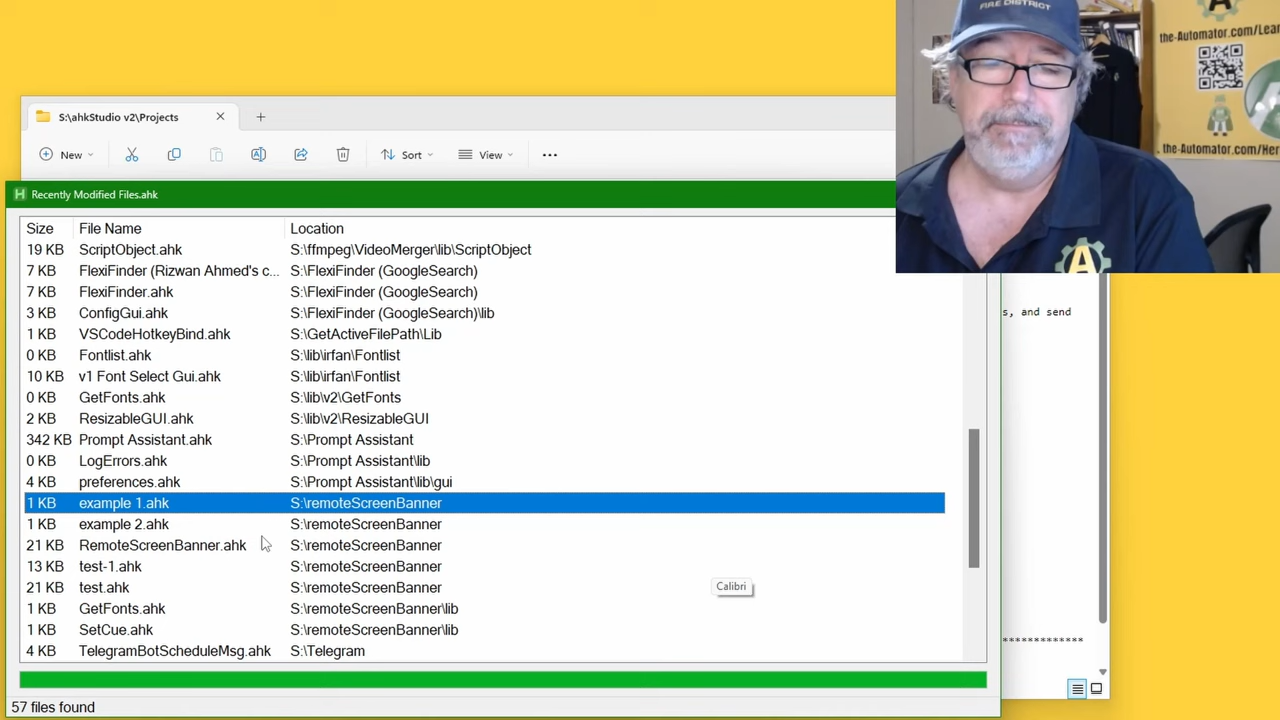 FIRE DISTRICT
the-Automator.com/Lea
the-Automator.com/Her
A
S:\ahkStudio v2\Projects
New
Sort
View
Recently Modified Files.ahk
Size File Name Location
19 KB ScriptObject.ahk S:\ffmpeg\VideoMerger\lib\ScriptObject
7 KB FlexiFinder (Rizwan Ahmed's c... S:\FlexiFinder (GoogleSearch)
7 KB FlexiFinder.ahk S:\FlexiFinder (GoogleSearch)
3 KB ConfigGui.ahk S:\FlexiFinder (GoogleSearch)\lib
s, and send
1 KB VSCodeHotkeyBind.ahk S:\GetActiveFilePath\Lib
0 KB Fontlist.ahk S:\lib\irfan\Fontlist
10 KB v1 Font Select Gui.ahk S:\lib\irfan\Fontlist
0 KB GetFonts.ahk S:\lib\v2\GetFonts
2 KB ResizableGUI.ahk S:\lib\v2\ResizableGUI
342 KB Prompt Assistant.ahk S:\Prompt Assistant
0 KB LogErrors.ahk S:\Prompt Assistant\lib
4 KB preferences.ahk S:\Prompt Assistant\lib\gui
1 KB example 1.ahk S:\remoteScreenBanner
1 KB example 2.ahk S:\remoteScreenBanner
21 KB RemoteScreenBanner.ahk S:\remoteScreenBanner
13 KB test-1.ahk S:\remoteScreenBanner
21 KB test.ahk S:\remoteScreenBanner
Calibri
1 KB GetFonts.ahk S:\remoteScreenBanner\lib
1 KB SetCue.ahk S:\remoteScreenBanner\lib
*************
4 KB TelegramBotScheduleMsg.ahk S:\Telegram
57 files found